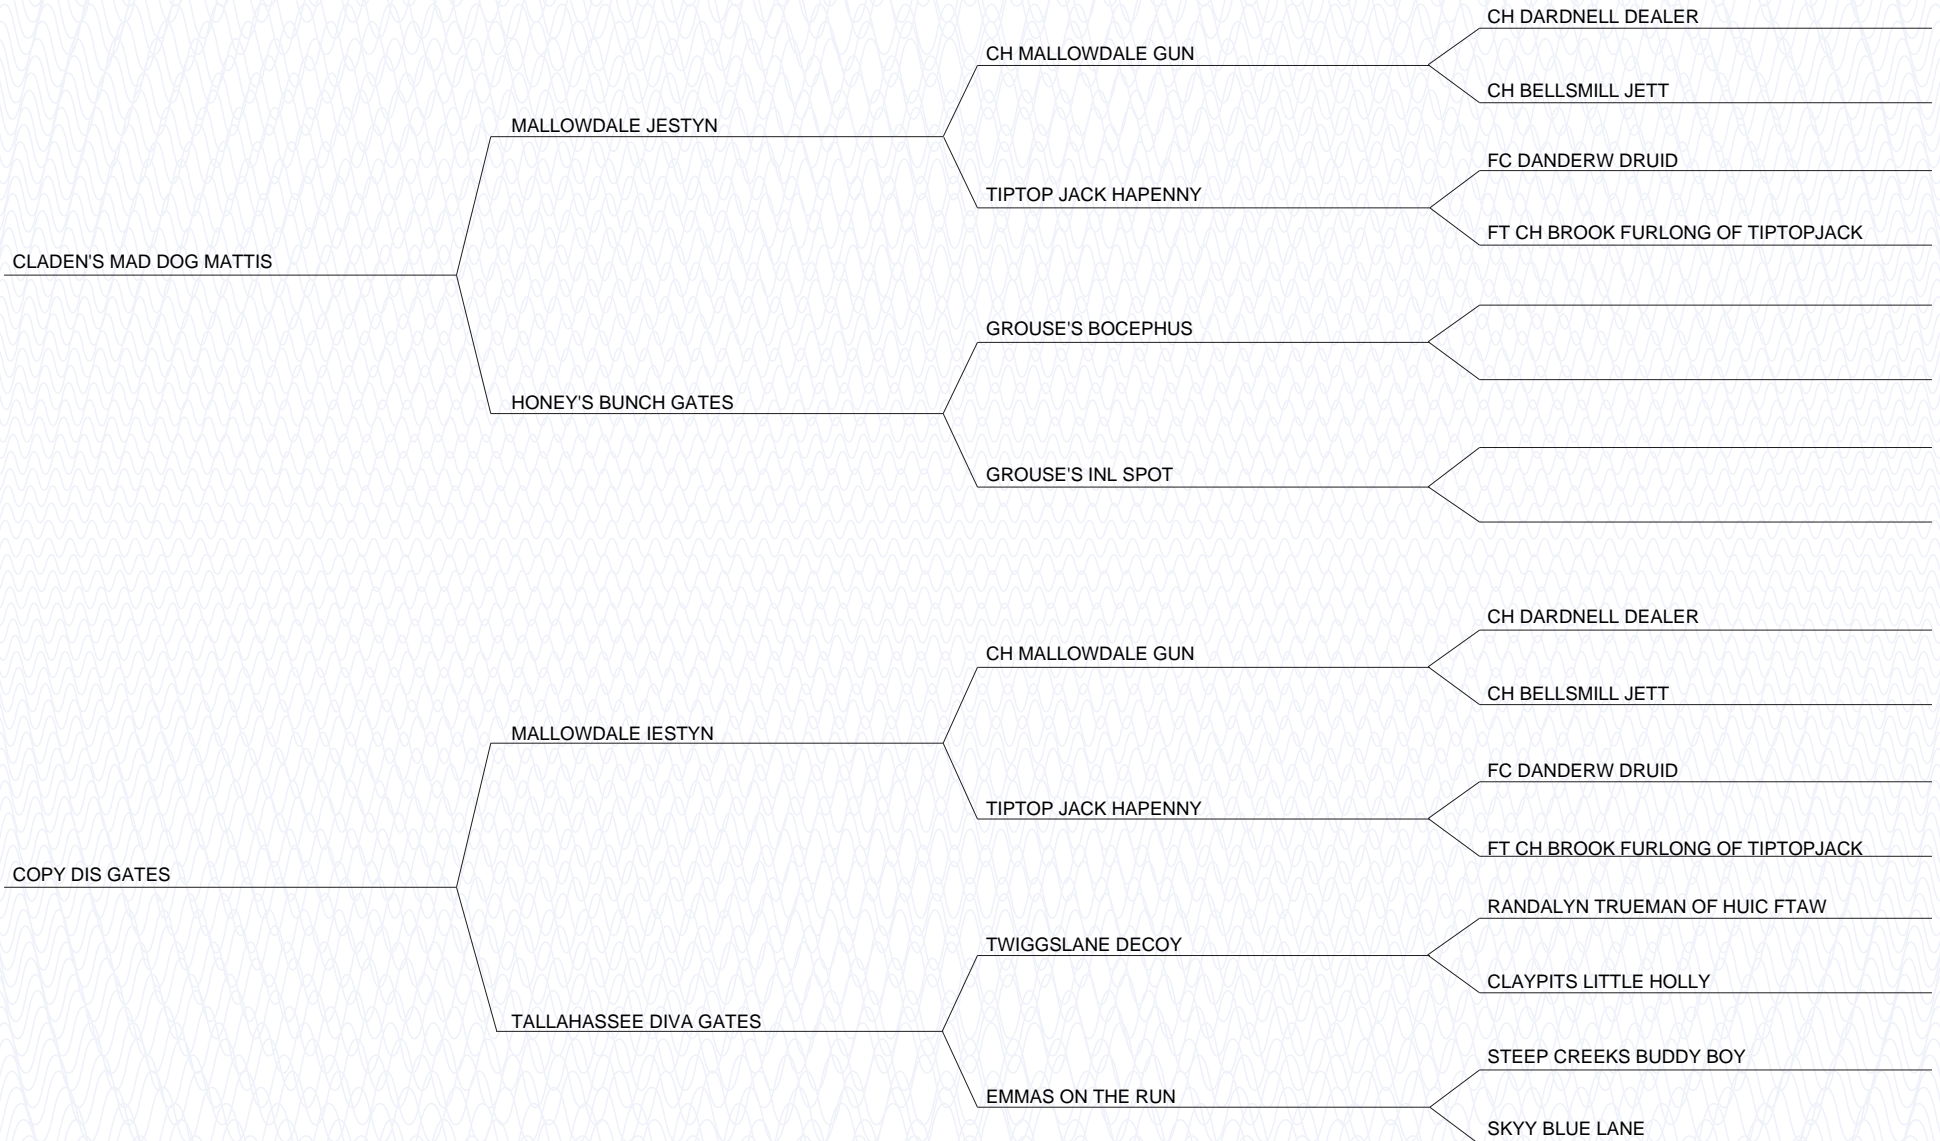 CH DARDNELL DEALER
CH MALLOWDALE GUN
CH BELLSMILL JETT
MALLOWDALE JESTYN
FC DANDERW DRUID
TIPTOP JACK HAPENNY
FT CH BROOK FURLONG OF TIPTOPJACK
CLADEN'S MAD DOG MATTIS
GROUSE'S BOCEPHUS
HONEY'S BUNCH GATES
GROUSE'S INL SPOT
CH DARDNELL DEALER
CH MALLOWDALE GUN
CH BELLSMILL JETT
MALLOWDALE IESTYN
FC DANDERW DRUID
TIPTOP JACK HAPENNY
FT CH BROOK FURLONG OF TIPTOPJACK
COPY DIS GATES
RANDALYN TRUEMAN OF HUIC FTAW
TWIGGSLANE DECOY
CLAYPITS LITTLE HOLLY
TALLAHASSEE DIVA GATES
STEEP CREEKS BUDDY BOY
EMMAS ON THE RUN
SKYY BLUE LANE